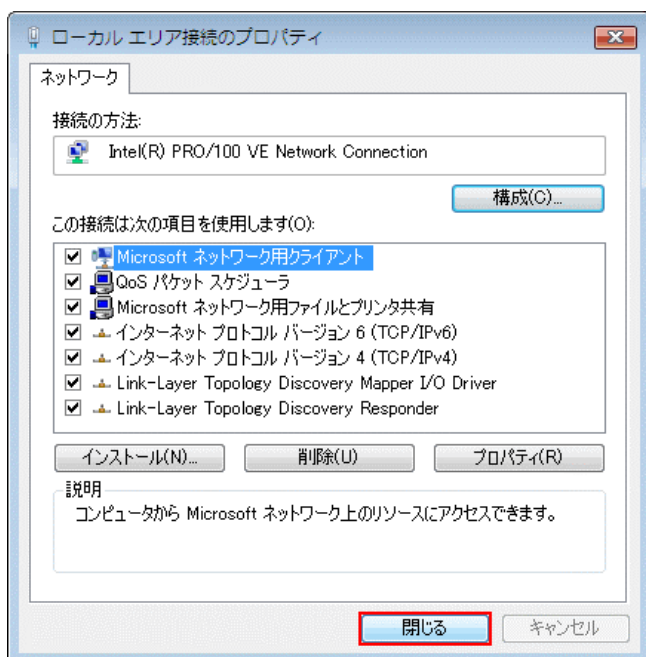 ローカル エリア接続のプロパティ
ネットワーク
接続の方法:
Intel(R) PRO/100 VE Network Connection
構成(C)...
この接続は次の項目を使用します(O):
Microsoft ネットワーク用クライアント
QoS パケット スケジューラ
Microsoft ネットワーク用ファイルとプリンタ共有
インターネット プロトコル バージョン 6 (TCP/IPv6)
インターネット プロトコル バージョン 4 (TCP/IPv4)
Link-Layer Topology Discovery Mapper I/O Driver
Link-Layer Topology Discovery Responder
インストール(N)... 削除(U) プロパティ(R)
説明
コンピュータから Microsoft ネットワーク上のリソースにアクセスできます。
閉じる キャンセル